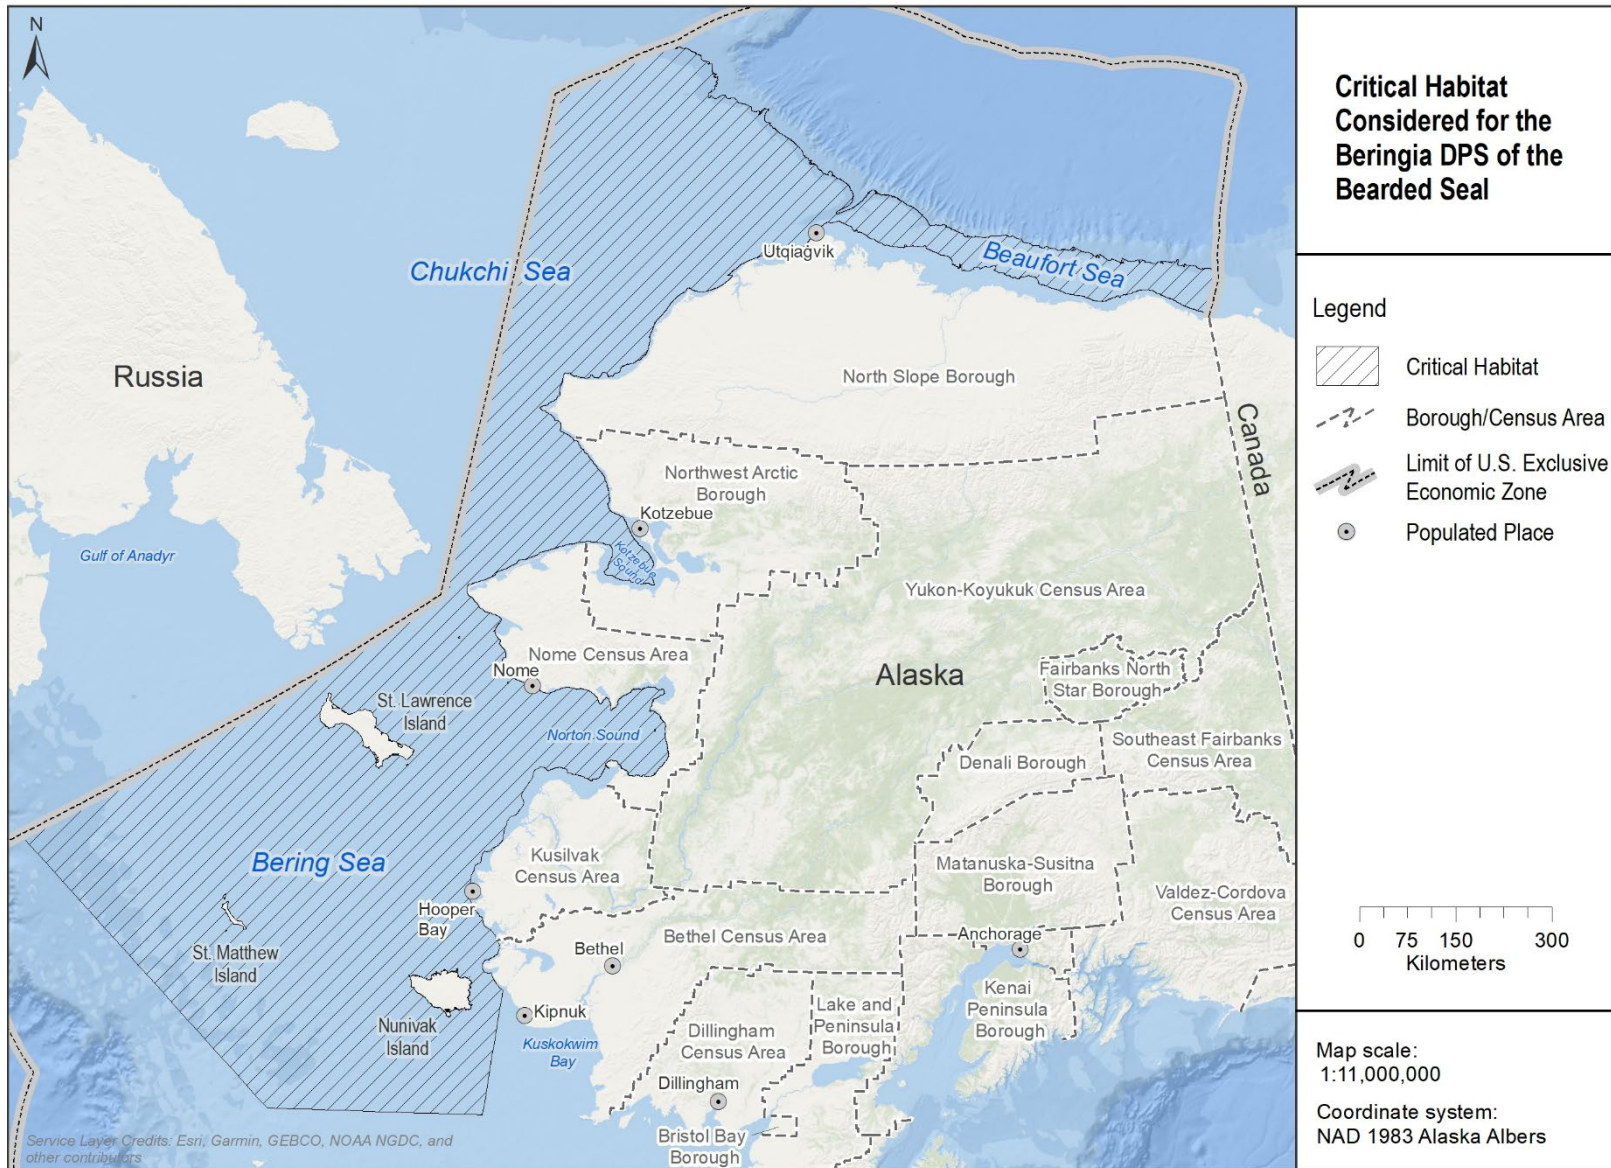 N
Critical Habitat
Considered for the
Beringia DPS of the
Bearded Seal
Legend
Critical Habitat
Borough/Census Area
Limit of U.S. Exclusive
Economic Zone
Populated Place
0 75 150 300
Kilometers
Map scale:
1:11,000,000
Coordinate system:
NAD 1983 Alaska Albers
Utqiaġvik
Beaufort Sea
Chukchi Sea
Russia
North Slope Borough
Canada
Northwest Arctic
Borough
Kotzebue
Kotzebue
Sound
Gulf of Anadyr
Yukon-Koyukuk Census Area
Nome Census Area
Nome
Alaska
Fairbanks North
Star Borough
St. Lawrence
Island
Norton Sound
Denali Borough
Southeast Fairbanks
Census Area
Bering Sea
Kusilvak
Census Area
Matanuska-Susitna
Borough
Valdez-Cordova
Census Area
Hooper
Bay
Bethel Census Area
Anchorage
St. Matthew
Island
Bethel
Kipnuk
Nunivak
Island
Kuskokwim
Bay
Dillingham
Census Area
Lake and
Peninsula
Borough
Kenai
Peninsula
Borough
Dillingham
Bristol Bay
Borough
Service Layer Credits: Esri, Garmin, GEBCO, NOAA NGDC, and
other contributors